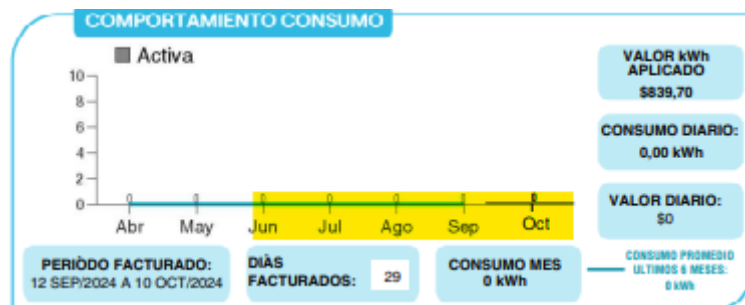 COMPORTAMIENTO CONSUMO
Activa
10
8
6
4
2
0
0 0 0 0 0 0 0
Abr May Jun Jul Ago Sep Oct
VALOR kWh
APLICADO
$839,70
CONSUMO DIARIO:
0,00 kWh
VALOR DIARIO:
$0
PERIÒDO FACTURADO:
12 SEP/2024 A 10 OCT/2024
DIÀS
FACTURADOS:
29
CONSUMO MES
0 kWh
CONSUMO PROMEDIO
ULTIMOS 6 MESES:
0 kWh